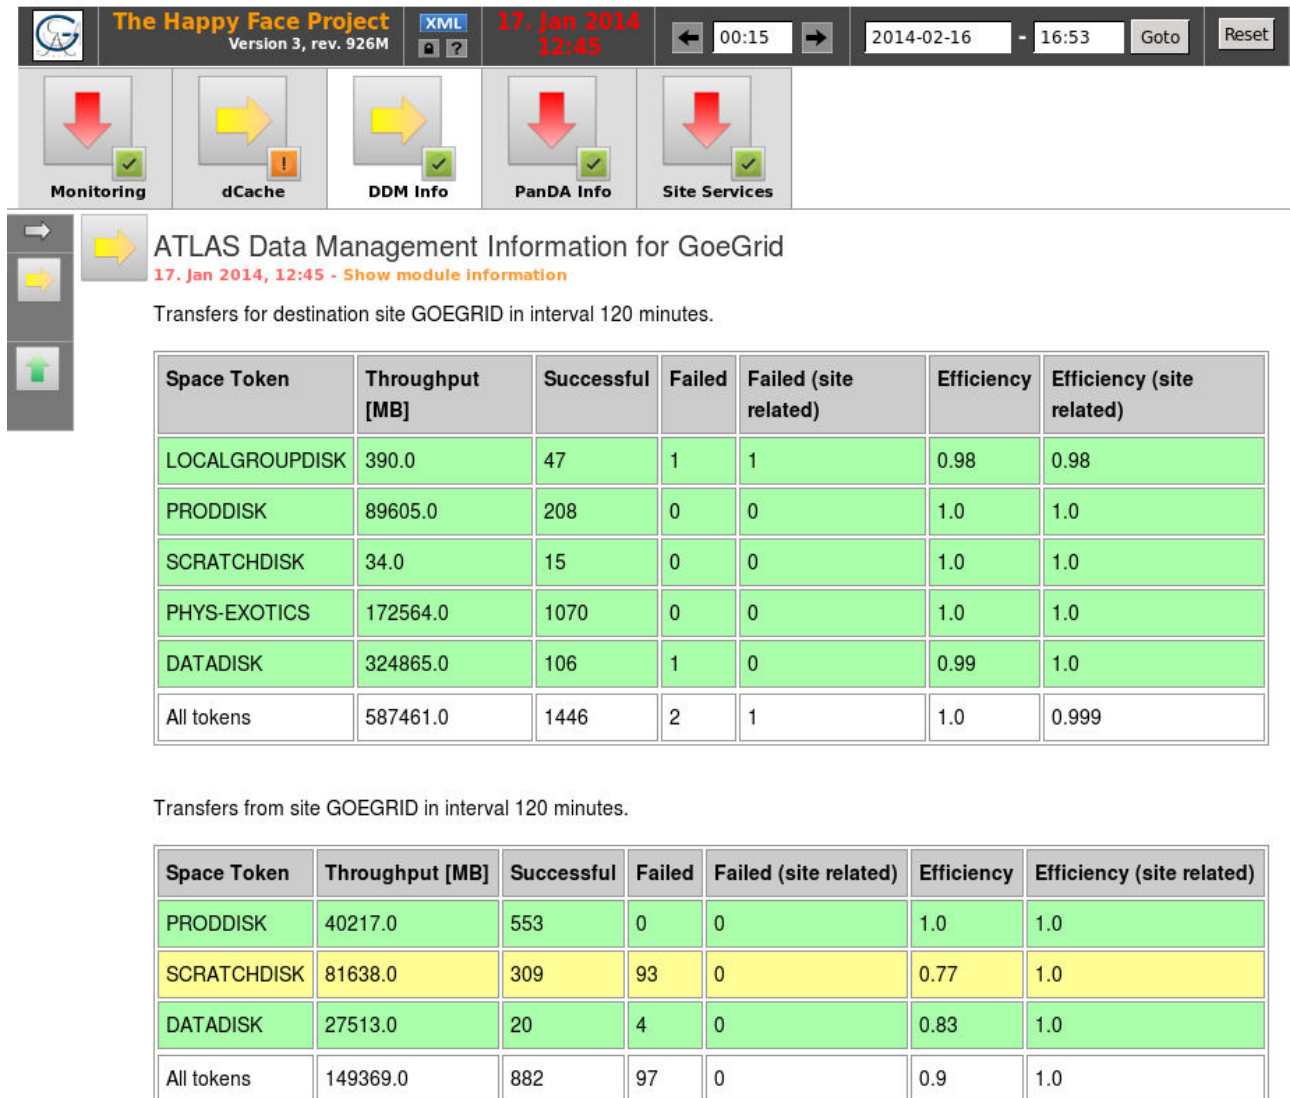 The Happy Face Project
Version 3, rev. 926M
XML
?
17. Jan 2014
12:45
00:15
2014-02-16 - 16:53 Goto Reset
!
Monitoring dCache DDM Info PanDA Info Site Services
ATLAS Data Management Information for GoeGrid
17. Jan 2014, 12:45 - Show module information
Transfers for destination site GOEGRID in interval 120 minutes.
Space Token Throughput [MB] Successful Failed Failed (site related) Efficiency Efficiency (site related)
LOCALGROUPDISK 390.0 47 1 1 0.98 0.98
PRODDISK 89605.0 208 0 0 1.0 1.0
SCRATCHDISK 34.0 15 0 0 1.0 1.0
PHYS-EXOTICS 172564.0 1070 0 0 1.0 1.0
DATADISK 324865.0 106 1 0 0.99 1.0
All tokens 587461.0 1446 2 1 1.0 0.999
Transfers from site GOEGRID in interval 120 minutes.
Space Token Throughput [MB] Successful Failed Failed (site related) Efficiency Efficiency (site related)
PRODDISK 40217.0 553 0 0 1.0 1.0
SCRATCHDISK 81638.0 309 93 0 0.77 1.0
DATADISK 27513.0 20 4 0 0.83 1.0
All tokens 149369.0 882 97 0 0.9 1.0